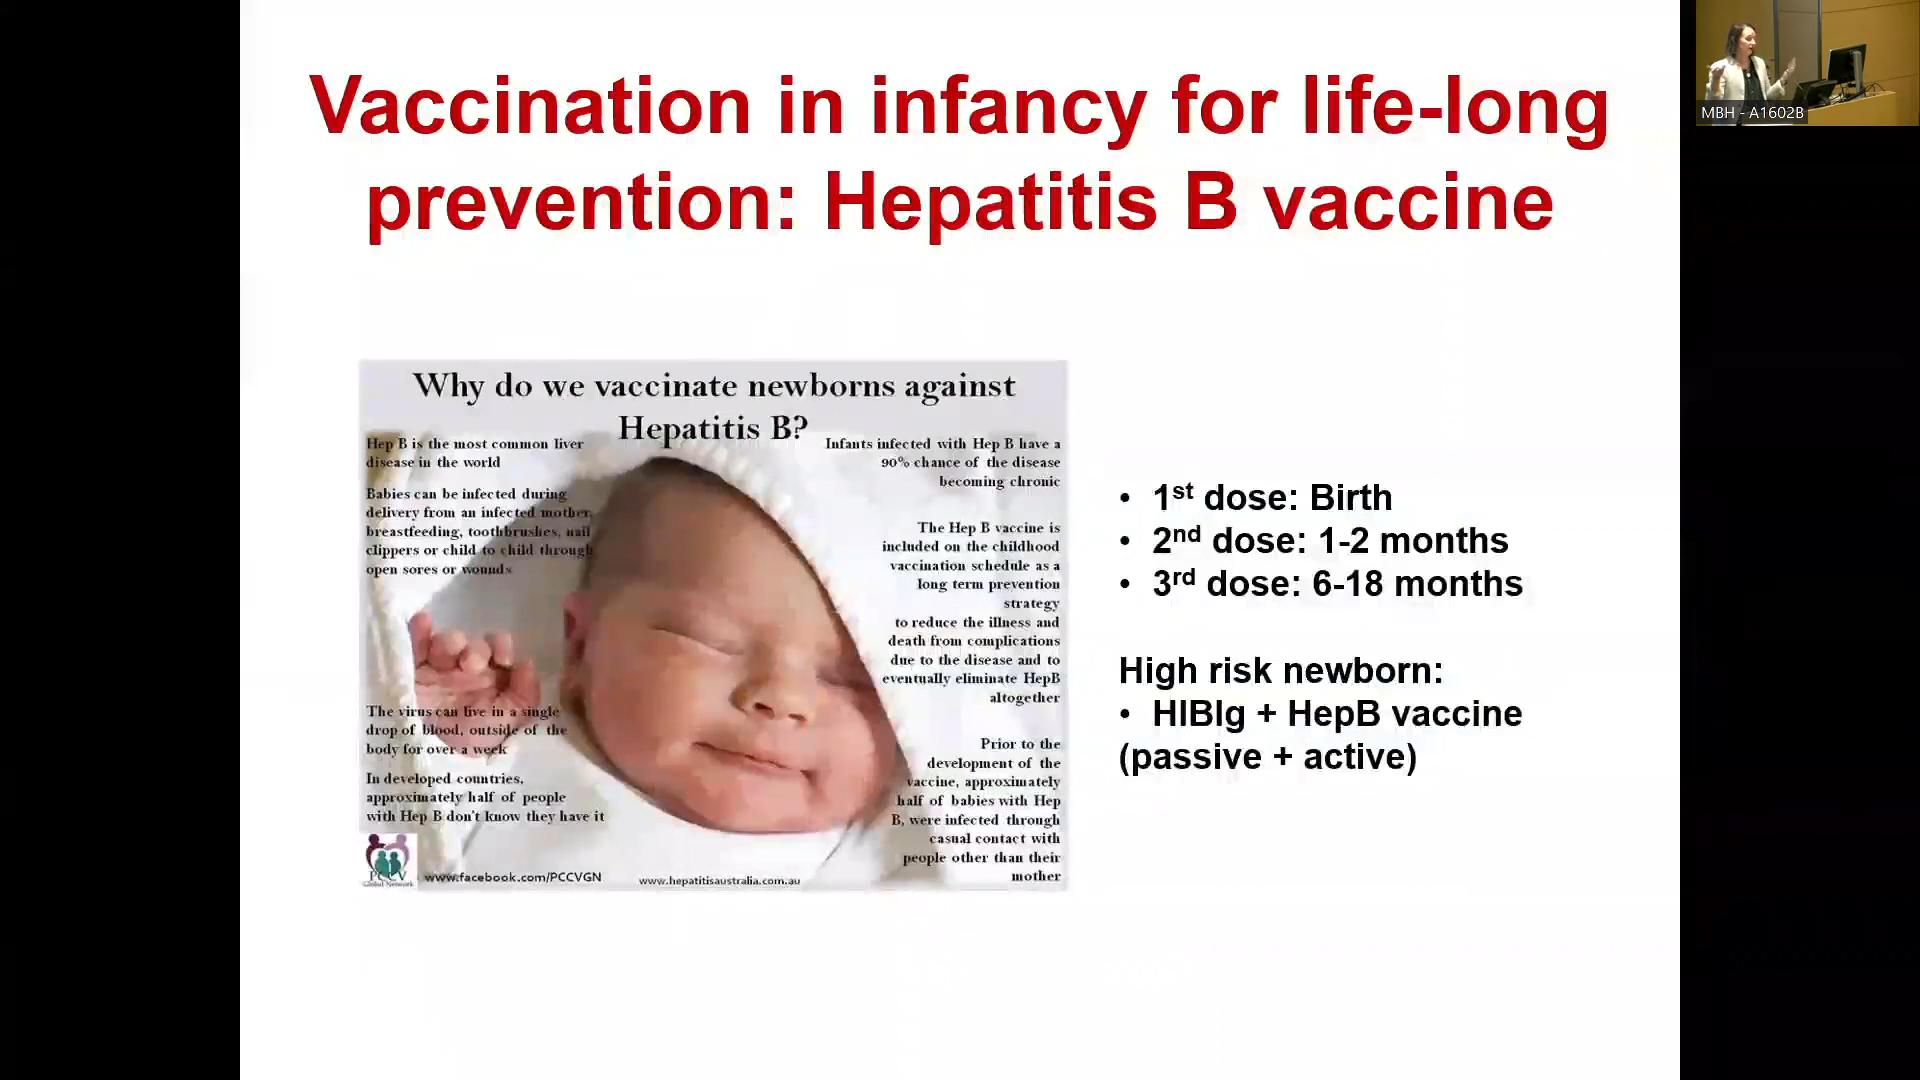 Vaccination in infancy for life-long
prevention: Hepatitis B vaccine
Why do we vaccinate newborns against
Hepatitis B?
Hep B is the most common liver
disease in the world
Babies can be infected during
delivery from an infected mother,
breastfeeding, toothbrushes, nail
clippers or child to child through
open sores or wounds
The virus can live in a single
drop of blood, outside of the
body for over a week
In developed countries,
approximately half of people
with Hep B don't know they have it
PCCV
Global Network
www.facebook.com/PCCVGN
www.hepatitisaustralia.com.au
Infants infected with Hep B have a
90% chance of the disease
becoming chronic
The Hep B vaccine is
included on the childhood
vaccination schedule as a
long term prevention
strategy
to reduce the illness and
death from complications
due to the disease and to
eventually eliminate HepB
altogether
Prior to the
development of the
vaccine, approximately
half of babies with Hep
B, were infected through
casual contact with
people other than their
mother
• 1st dose: Birth
• 2nd dose: 1-2 months
• 3rd dose: 6-18 months
High risk newborn:
• HIBIg + HepB vaccine
(passive + active)
MBH - A1602B